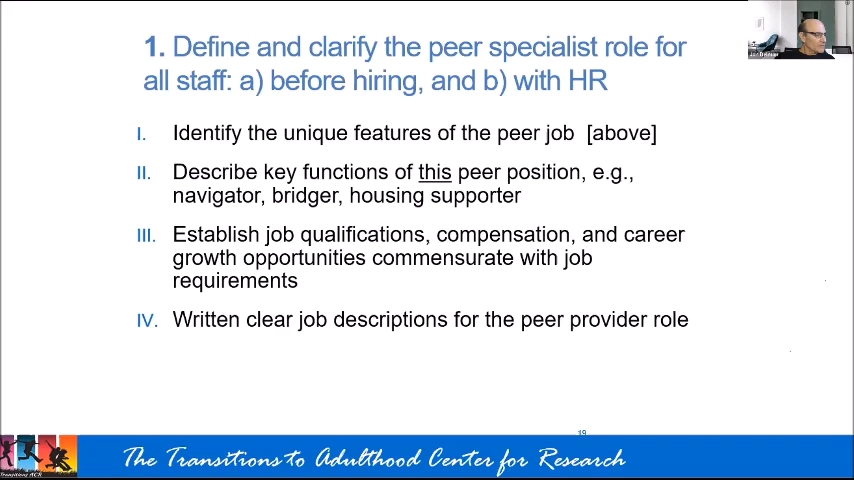 1. Define and clarify the peer specialist role for
all staff: a) before hiring, and b) with HR
I. Identify the unique features of the peer job [above]
II. Describe key functions of this peer position, e.g.,
navigator, bridger, housing supporter
III. Establish job qualifications, compensation, and career
growth opportunities commensurate with job
requirements
IV. Written clear job descriptions for the peer provider role
19
The Transitions to Adulthood Center for Research
Transitions ACR